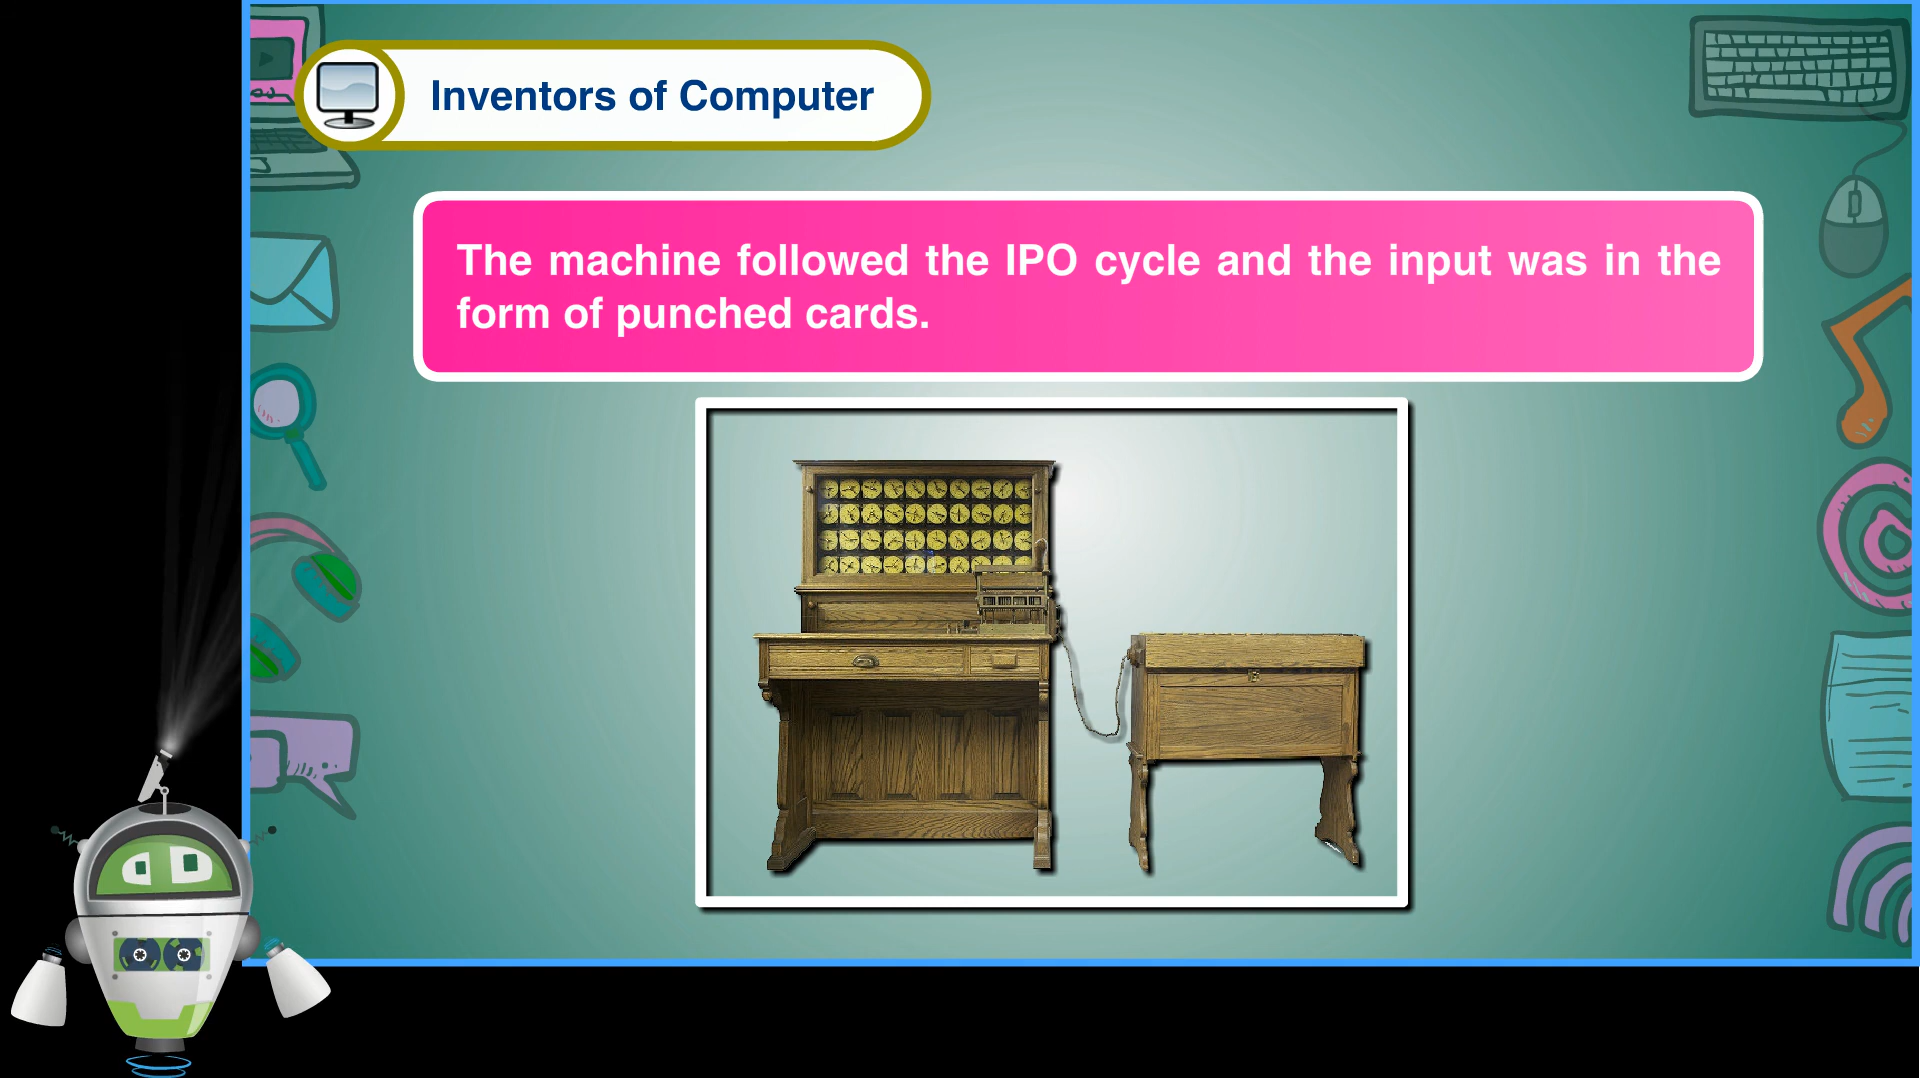 Inventors of Computer
The machine followed the IPO cycle and the input was in the
form of punched cards.